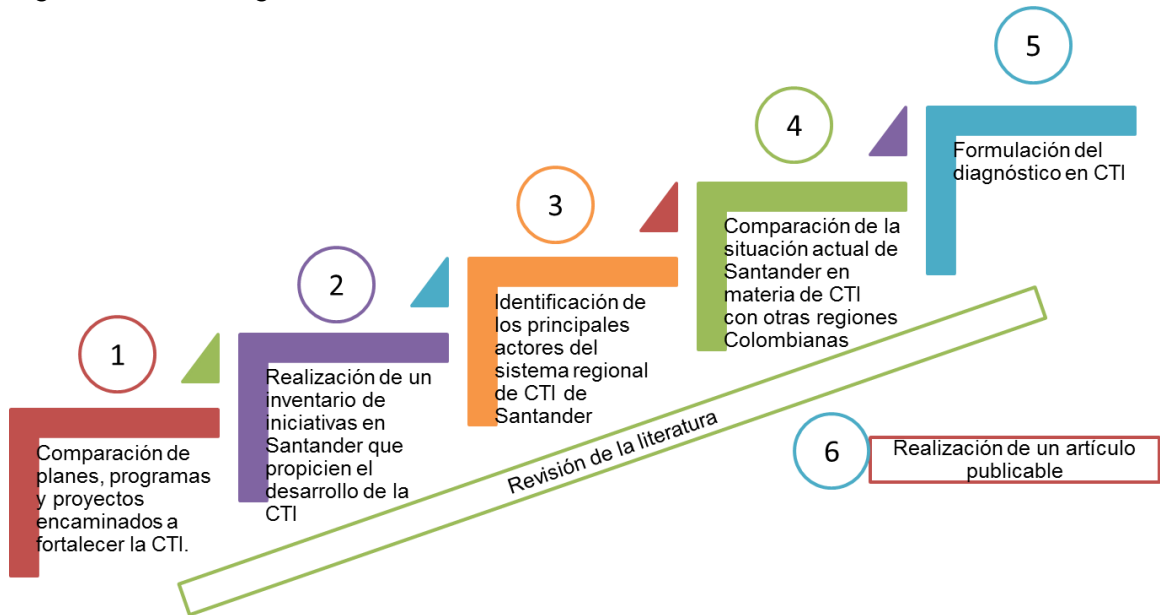 1
Comparación de
planes, programas
y proyectos
encaminados a
fortalecer la CTI.
2
Realización de un
inventario de
iniciativas en
Santander que
propicien el
desarrollo de la
CTI
3
Identificación de
los principales
actores del
sistema regional
de CTI de
Santander
4
Comparación de la
situación actual de
Santander en
materia de CTI
con otras regiones
Colombianas
5
Formulación del
diagnóstico en CTI
Revisión de la literatura
6
Realización de un artículo
publicable